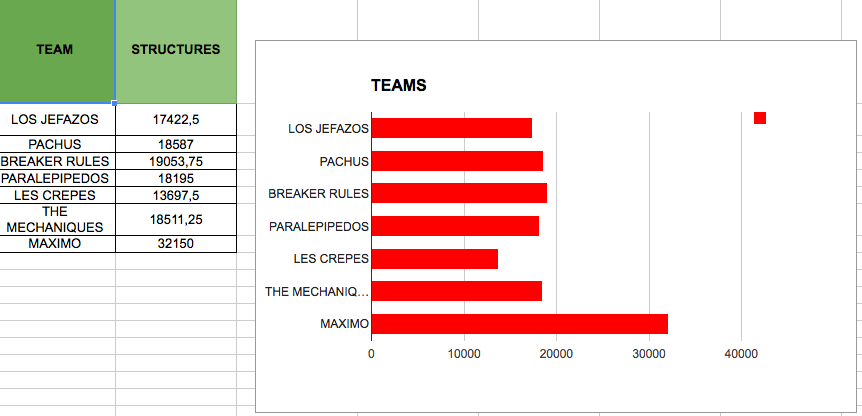 TEAM STRUCTURES
LOS JEFAZOS 17422,5
PACHUS 18587
BREAKER RULES 19053,75
PARALEPIPEDOS 18195
LES CREPES 13697,5
THE
MECHANIQUES 18511,25
MAXIMO 32150
TEAMS
LOS JEFAZOS
PACHUS
BREAKER RULES
PARALEPIPEDOS
LES CREPES
THE MECHANIQ...
MAXIMO
0 10000 20000 30000 40000